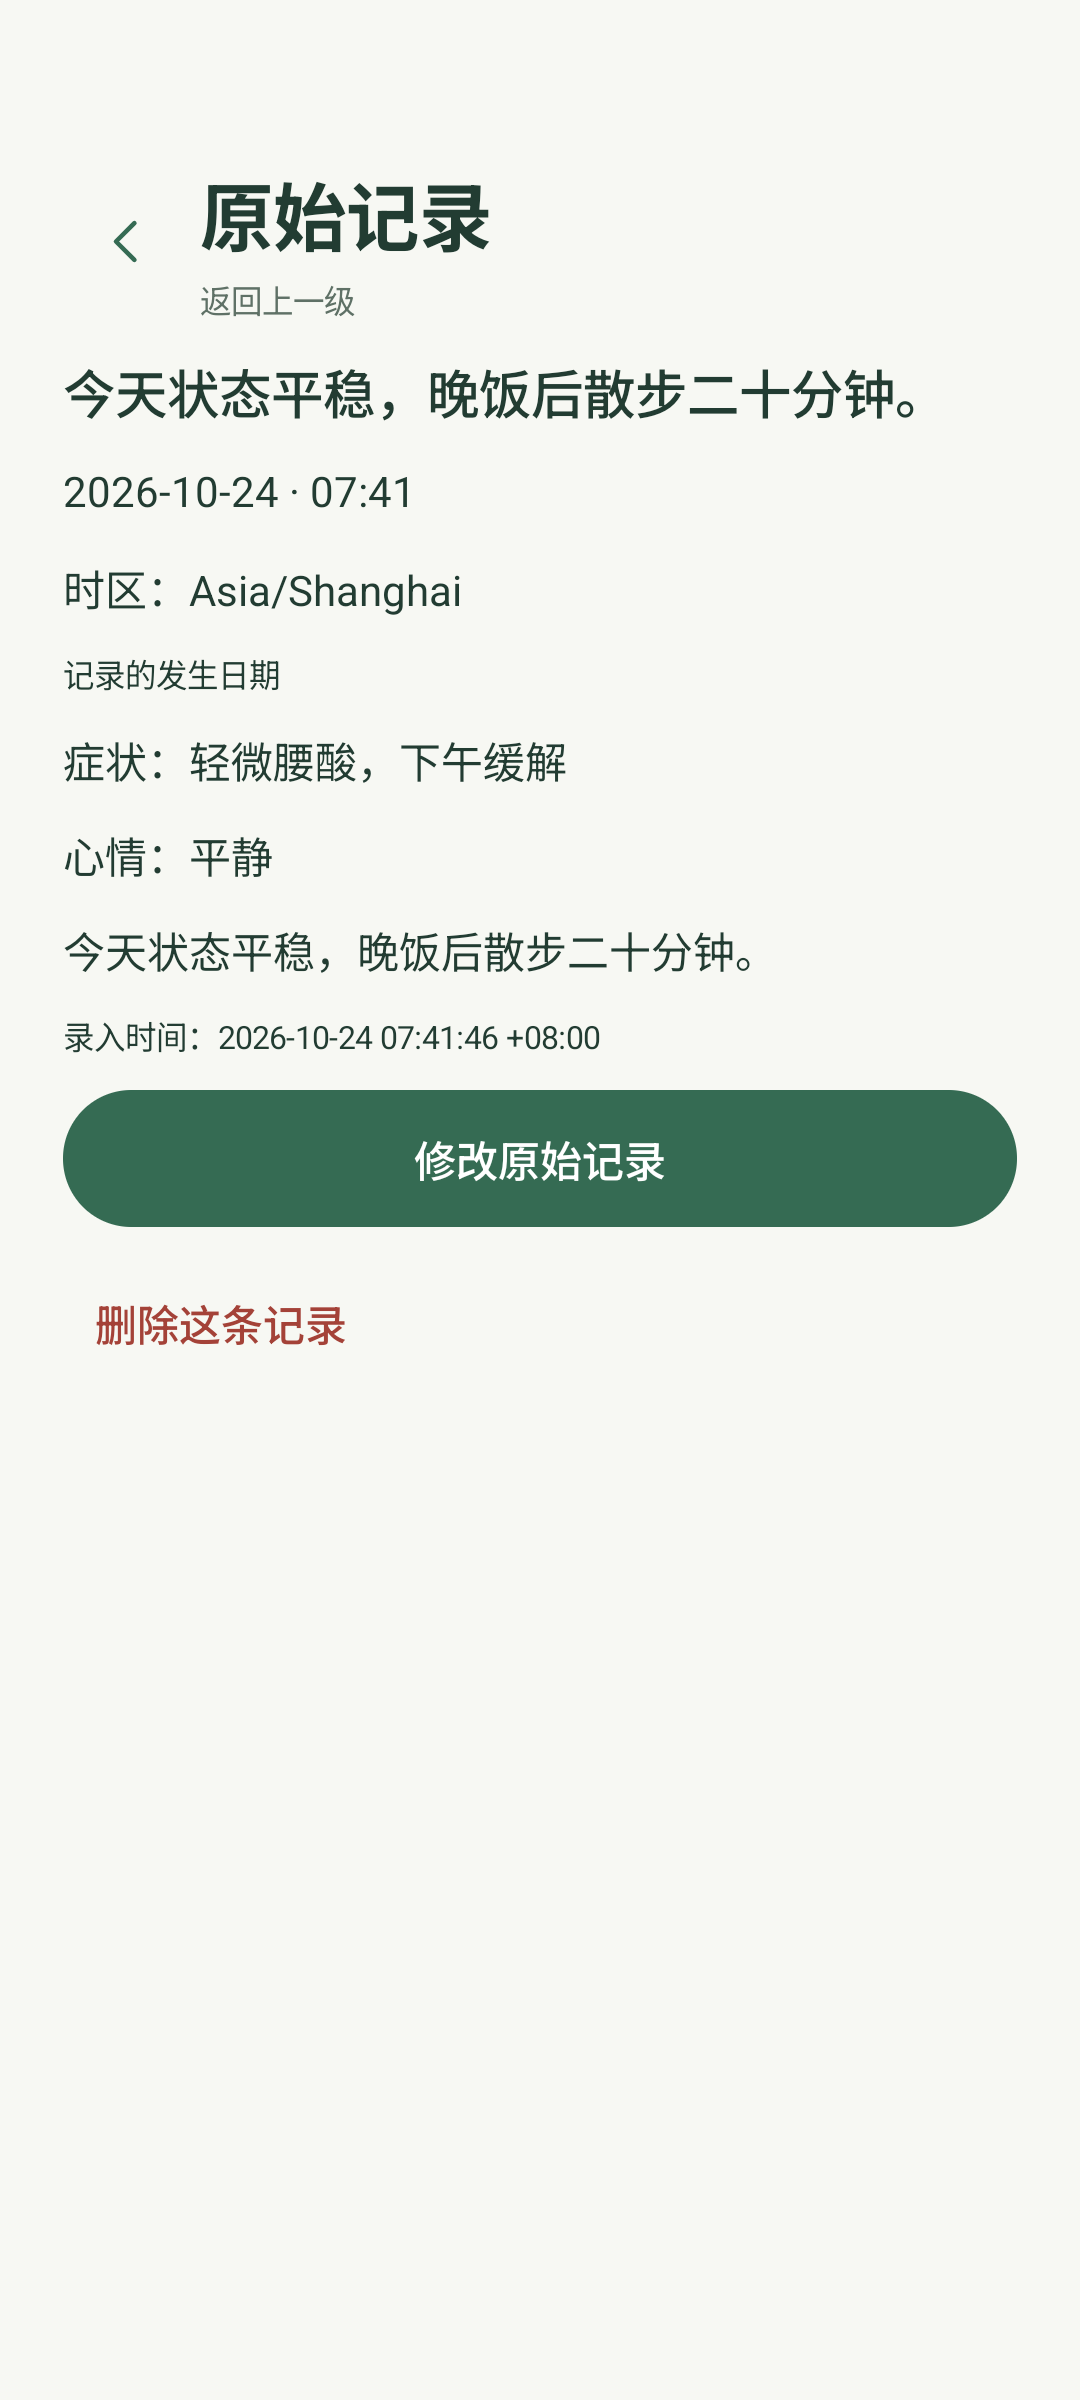 原始记录
返回上一级
今天状态平稳，晚饭后散步二十分钟。
2026-10-24 · 07:41
时区：Asia/Shanghai
记录的发生日期
症状：轻微腰酸，下午缓解
心情：平静
今天状态平稳，晚饭后散步二十分钟。
录入时间：2026-10-24 07:41:46 +08:00
修改原始记录
删除这条记录